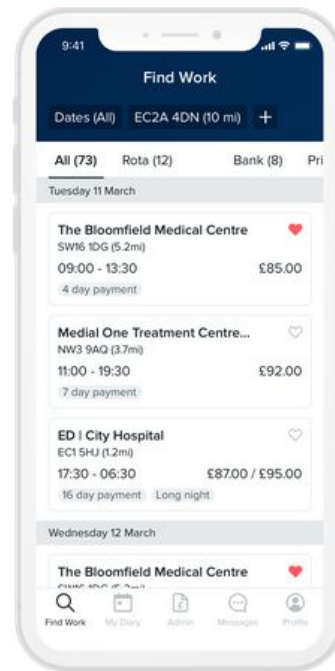 9:41
Find Work
Dates (All) EC2A 4DN (10 mi) +
All (73) Rota (12) Bank (8) Pri
Tuesday 11 March
The Bloomfield Medical Centre
SW16 1DG (5.2mi)
09:00 - 13:30 £85.00
4 day payment
Medial One Treatment Centre...
NW3 9AQ (3.7mi)
11:00 - 19:30 £92.00
7 day payment
ED | City Hospital
EC1 5HJ (1.2mi)
17:30 - 06:30 £87.00 / £95.00
16 day payment Long night
Wednesday 12 March
The Bloomfield Medical Centre
Find Work My Diary Admin Messages Profile